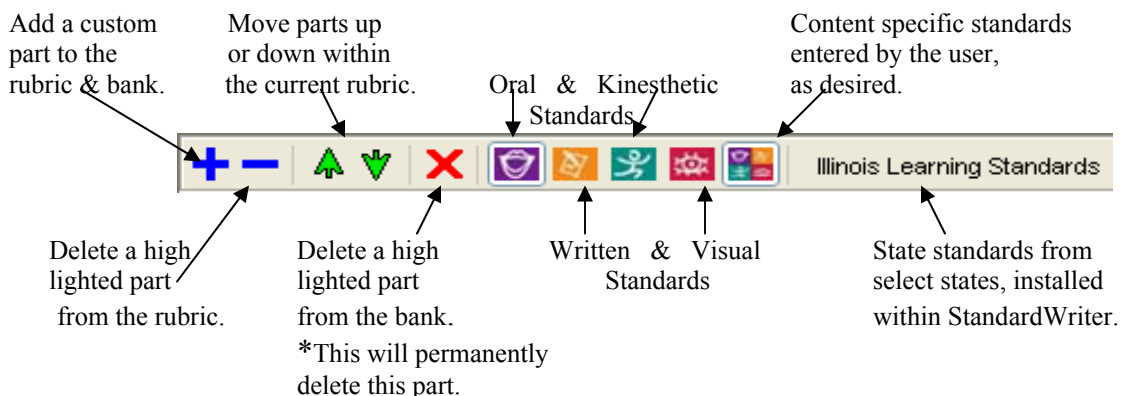 Add a custom
part to the
rubric & bank.
Move parts up
or down within
the current rubric.
Oral & Kinesthetic
Standards
Content specific standards
entered by the user,
as desired.
Illinois Learning Standards
Delete a high
lighted part
from the rubric.
Delete a high
lighted part
from the bank.
*This will permanently
delete this part.
Written & Visual
Standards
State standards from
select states, installed
within StandardWriter.